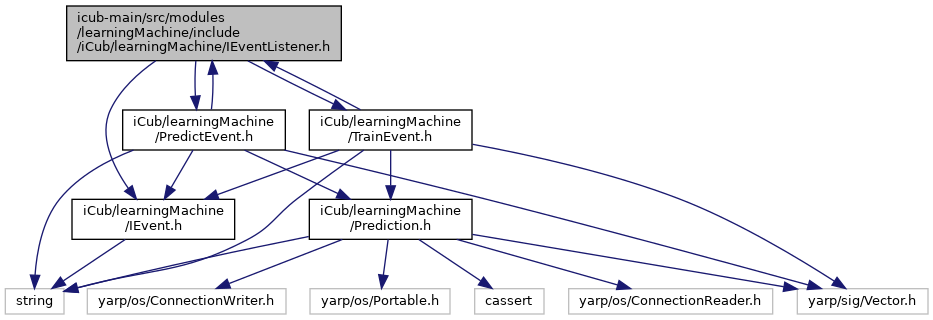 icub-main/src/modules
/learningMachine/include
/iCub/learningMachine/IEventListener.h
iCub/learningMachine
/PredictEvent.h
iCub/learningMachine
/TrainEvent.h
iCub/learningMachine
/IEvent.h
iCub/learningMachine
/Prediction.h
string
yarp/os/ConnectionWriter.h
yarp/os/Portable.h
cassert
yarp/os/ConnectionReader.h
yarp/sig/Vector.h